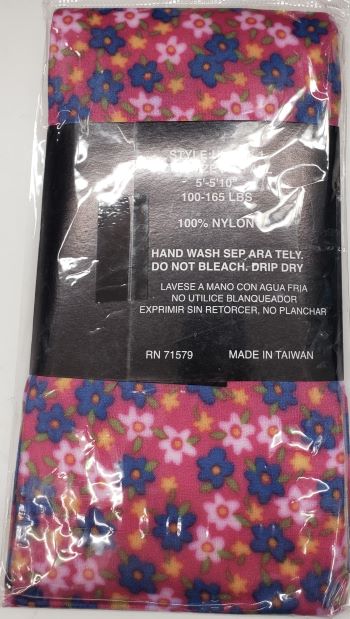 STYLE
5'-5'10"
100-165 LBS
100% NYLON
HAND WASH SEP ARA TELY.
DO NOT BLEACH. DRIP DRY
LAVESE A MANO CON AGUA FRIA
NO UTILICE BLANQUEADOR
EXPRIMIR SIN RETORCER, NO PLANCHAR
RN 71579 MADE IN TAIWAN